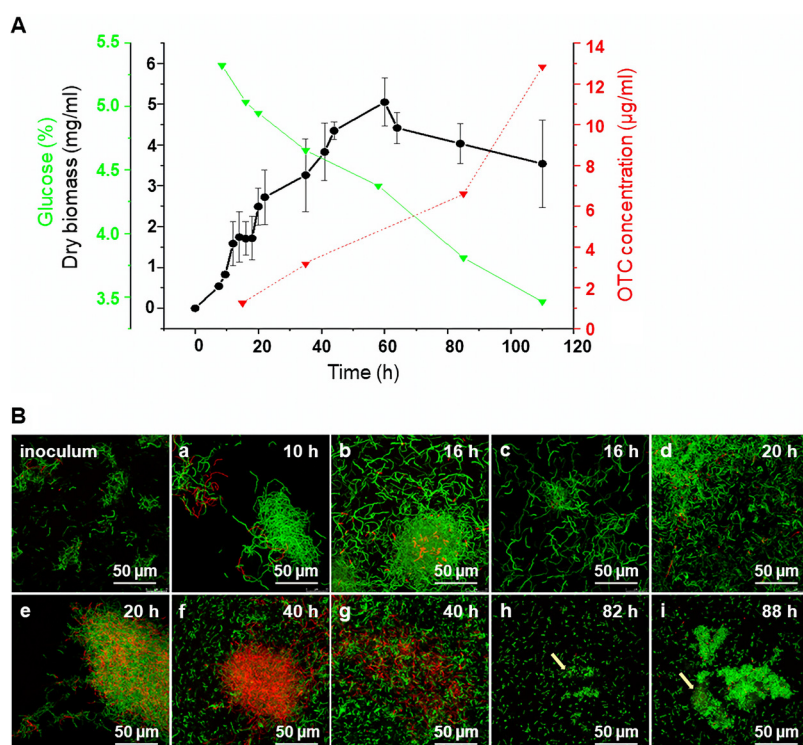 A
Glucose (%)
5.5
5.0
4.5
4.0
3.5
Dry biomass (mg/ml)
6
5
4
3
2
1
0
OTC concentration (µg/ml)
14
12
10
8
6
4
2
0
0 20 40 60 80 100 120
Time (h)
B
inoculum a 10 h b 16 h c 16 h d 20 h
50 µm 50 µm 50 µm 50 µm 50 µm
e 20 h f 40 h g 40 h h 82 h i 88 h
50 µm 50 µm 50 µm 50 µm 50 µm